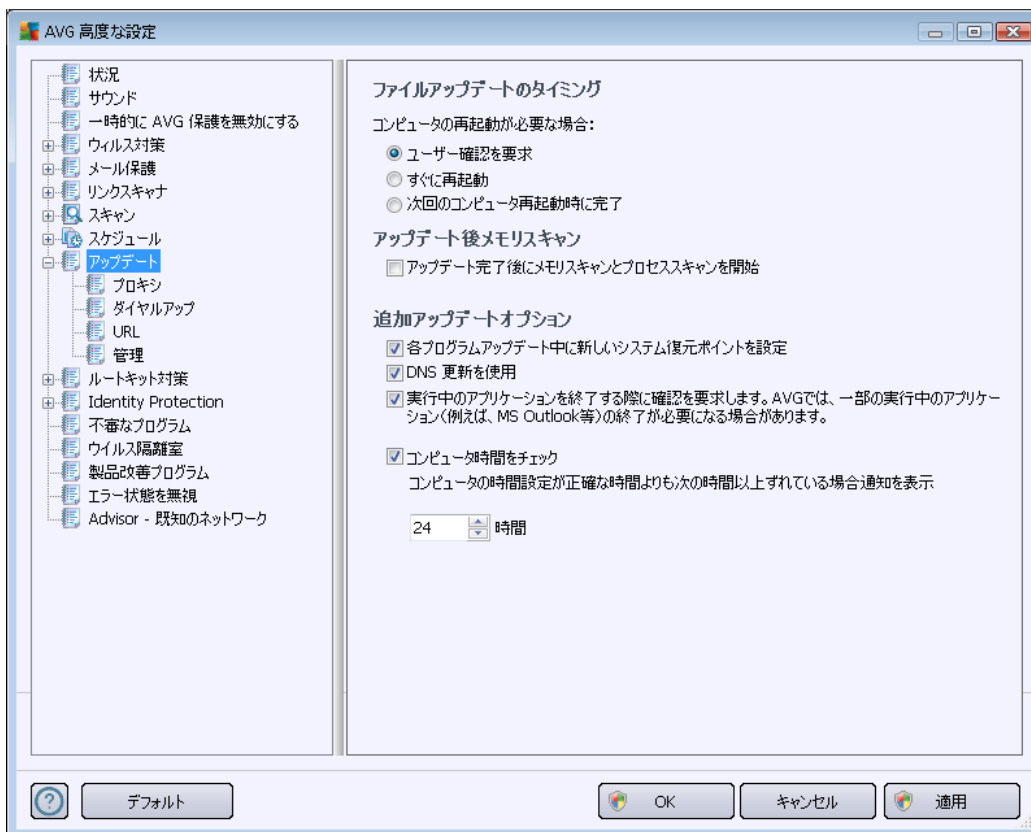 AVG 高度な設定
状況
サウンド
一時的に AVG 保護を無効にする
ウィルス対策
メール保護
リンクスキャナ
スキャン
スケジュール
アップデート
プロキシ
ダイヤルアップ
URL
管理
ルートキット対策
Identity Protection
不審なプログラム
ウイルス隔離室
製品改善プログラム
エラー状態を無視
Advisor - 既知のネットワーク
ファイルアップデートのタイミング
コンピュータの再起動が必要な場合:
ユーザー確認を要求
すぐに再起動
次回のコンピュータ再起動時に完了
アップデート後メモリスキャン
アップデート完了後にメモリスキャンとプロセススキャンを開始
追加アップデートオプション
各プログラムアップデート中に新しいシステム復元ポイントを設定
DNS 更新を使用
実行中のアプリケーションを終了する際に確認を要求します。AVGでは、一部の実行中のアプリケー
ション(例えば、MS Outlook等)の終了が必要になる場合があります。
コンピュータ時間をチェック
コンピュータの時間設定が正確な時間よりも次の時間以上ずれている場合通知を表示
24 時間
? デフォルト OK キャンセル 適用